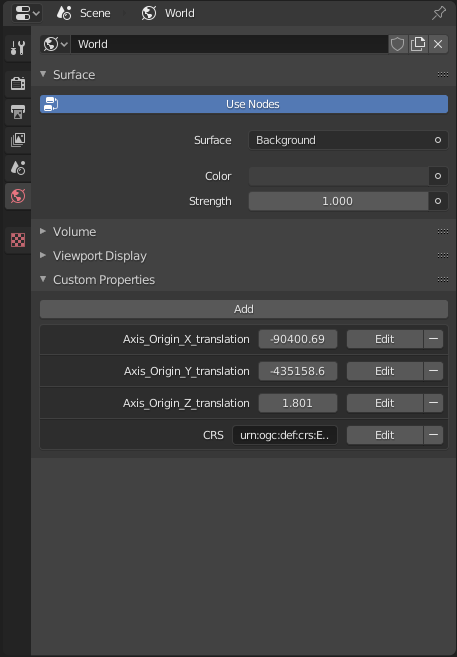 Scene World
World
Surface
Use Nodes
Surface Background
Color
Strength 1.000
Volume
Viewport Display
Custom Properties
Add
Axis_Origin_X_translation -90400.69 Edit
Axis_Origin_Y_translation -435158.6 Edit
Axis_Origin_Z_translation 1.801 Edit
CRS urn:ogc:def:crs:E.. Edit